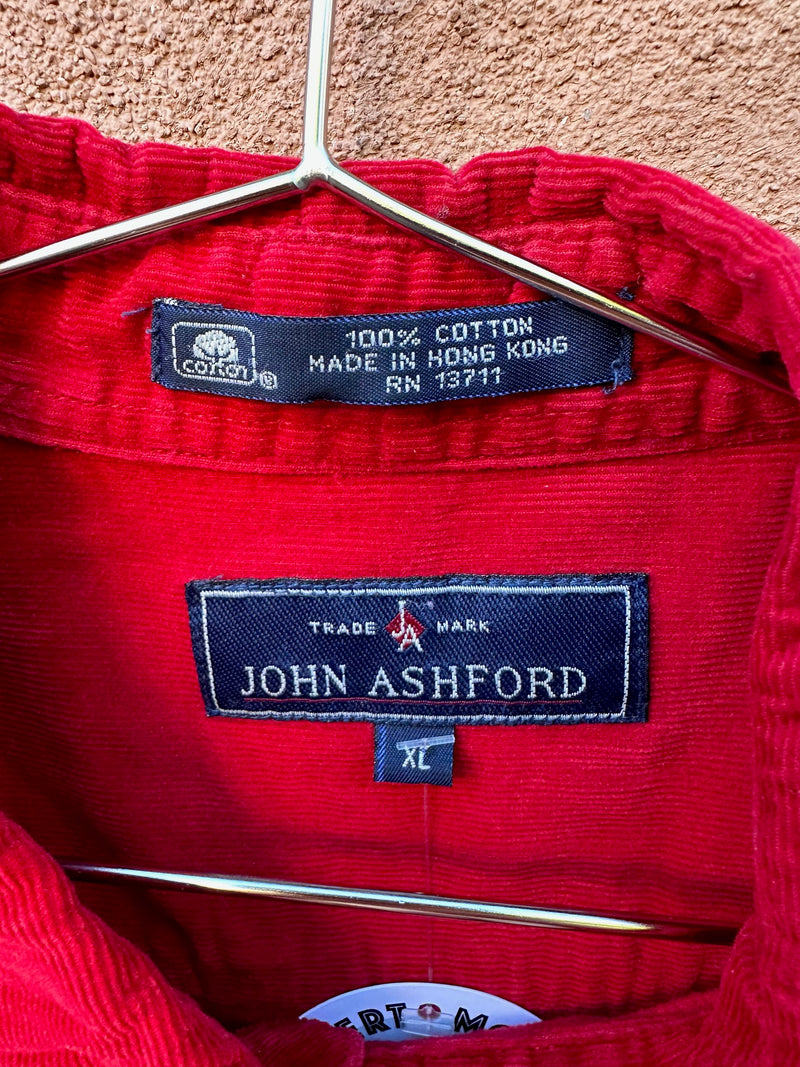 cotton ®
100% COTTON
MADE IN HONG KONG
RN 13711
TRADE JA MARK
JOHN ASHFORD
XL